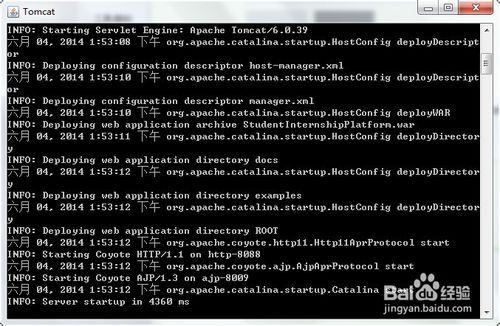 Tomcat
INFO: Starting Servlet Engine: Apache Tomcat/6.0.39
六月 04, 2014 1:53:08 下午 org.apache.catalina.startup.HostConfig deployDescript
or
INFO: Deploying configuration descriptor host-manager.xml
六月 04, 2014 1:53:10 下午 org.apache.catalina.startup.HostConfig deployDescript
or
INFO: Deploying configuration descriptor manager.xml
六月 04, 2014 1:53:10 下午 org.apache.catalina.startup.HostConfig deployWAR
INFO: Deploying web application archive StudentInternshipPlatform.war
六月 04, 2014 1:53:11 下午 org.apache.catalina.startup.HostConfig deployDirector
y
INFO: Deploying web application directory docs
六月 04, 2014 1:53:12 下午 org.apache.catalina.startup.HostConfig deployDirector
y
INFO: Deploying web application directory examples
六月 04, 2014 1:53:12 下午 org.apache.catalina.startup.HostConfig deployDirector
y
INFO: Deploying web application directory ROOT
六月 04, 2014 1:53:12 下午 org.apache.coyote.http11.Http11AprProtocol start
INFO: Starting Coyote HTTP/1.1 on http-8088
六月 04, 2014 1:53:12 下午 org.apache.coyote.ajp.AjpAprProtocol start
INFO: Starting Coyote AJP/1.3 on ajp-8009
六月 04, 2014 1:53:12 下午 org.apache.catalina.startup.Catalina start
INFO: Server startup in 4360 ms
Baidu 经验
jingyan.baidu.com